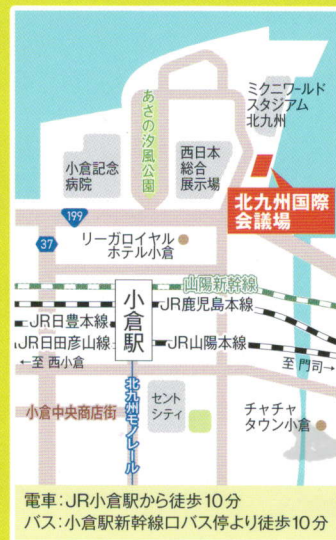 ミクニワールド
スタジアム
北九州
あさの汐風公園
小倉記念
病院
西日本
総合
展示場
北九州国際
会議場
199
37
リーガロイヤル
ホテル小倉
山陽新幹線
小倉駅
JR鹿児島本線
JR日豊本線
JR日田彦山線
JR山陽本線
←至 西小倉
至 門司→
北九州モノレール
セント
シティ
小倉中央商店街
チャチャ
タウン小倉
電車:JR小倉駅から徒歩10分
バス:小倉駅新幹線口バス停より徒歩10分